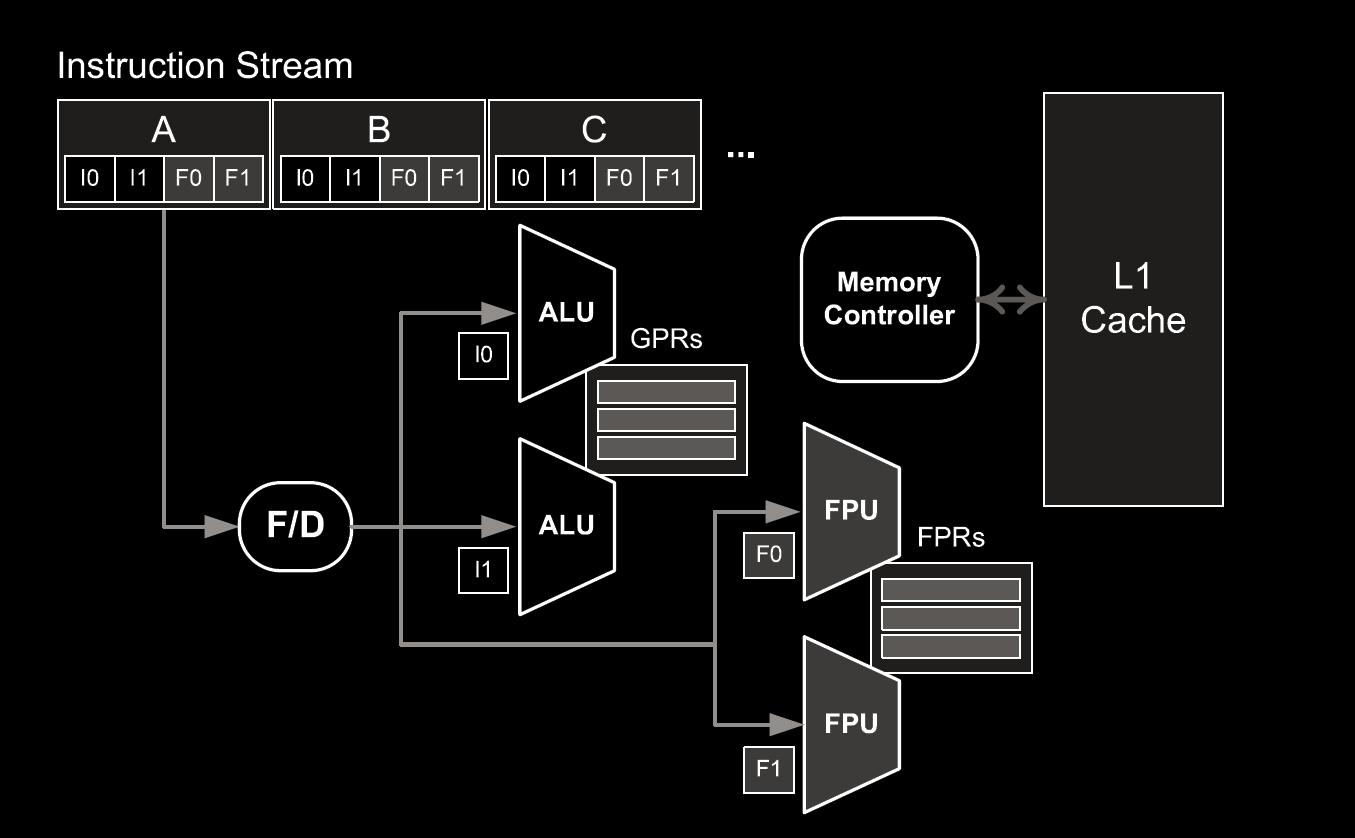 Instruction Stream
A
B
C
I0 I1 F0 F1
I0 I1 F0 F1
I0 I1 F0 F1
...
ALU
I0
GPRs
Memory
Controller
L1
Cache
F/D
ALU
I1
FPU
F0
FPRs
FPU
F1